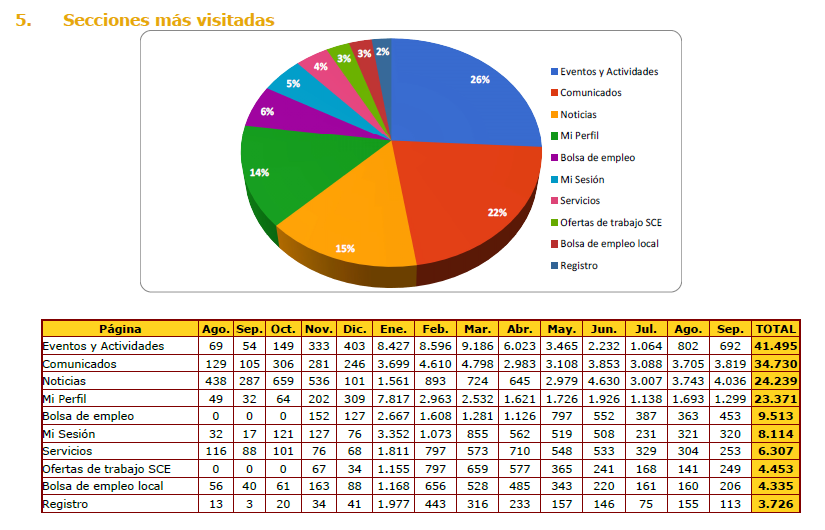 5. Secciones más visitadas
26%
22%
15%
14%
6%
5%
4%
3%
3%
2%
Eventos y Actividades
Comunicados
Noticias
Mi Perfil
Bolsa de empleo
Mi Sesión
Servicios
Ofertas de trabajo SCE
Bolsa de empleo local
Registro
Página Ago. Sep. Oct. Nov. Dic. Ene. Feb. Mar. Abr. May. Jun. Jul. Ago. Sep. TOTAL
Eventos y Actividades 69 54 149 333 403 8.427 8.596 9.186 6.023 3.465 2.232 1.064 802 692 41.495
Comunicados 129 105 306 281 246 3.699 4.610 4.798 2.983 3.108 3.853 3.088 3.705 3.819 34.730
Noticias 438 287 659 536 101 1.561 893 724 645 2.979 4.630 3.007 3.743 4.036 24.239
Mi Perfil 49 32 64 202 309 7.817 2.963 2.532 1.621 1.726 1.926 1.138 1.693 1.299 23.371
Bolsa de empleo 0 0 0 152 127 2.667 1.608 1.281 1.126 797 552 387 363 453 9.513
Mi Sesión 32 17 121 127 76 3.352 1.073 855 562 519 508 231 321 320 8.114
Servicios 116 88 101 76 68 1.811 797 573 710 548 533 329 304 253 6.307
Ofertas de trabajo SCE 0 0 0 67 34 1.155 797 659 577 365 241 168 141 249 4.453
Bolsa de empleo local 56 40 61 163 88 1.168 656 528 485 343 220 161 160 206 4.335
Registro 13 3 20 34 41 1.977 443 316 233 157 146 75 155 113 3.726